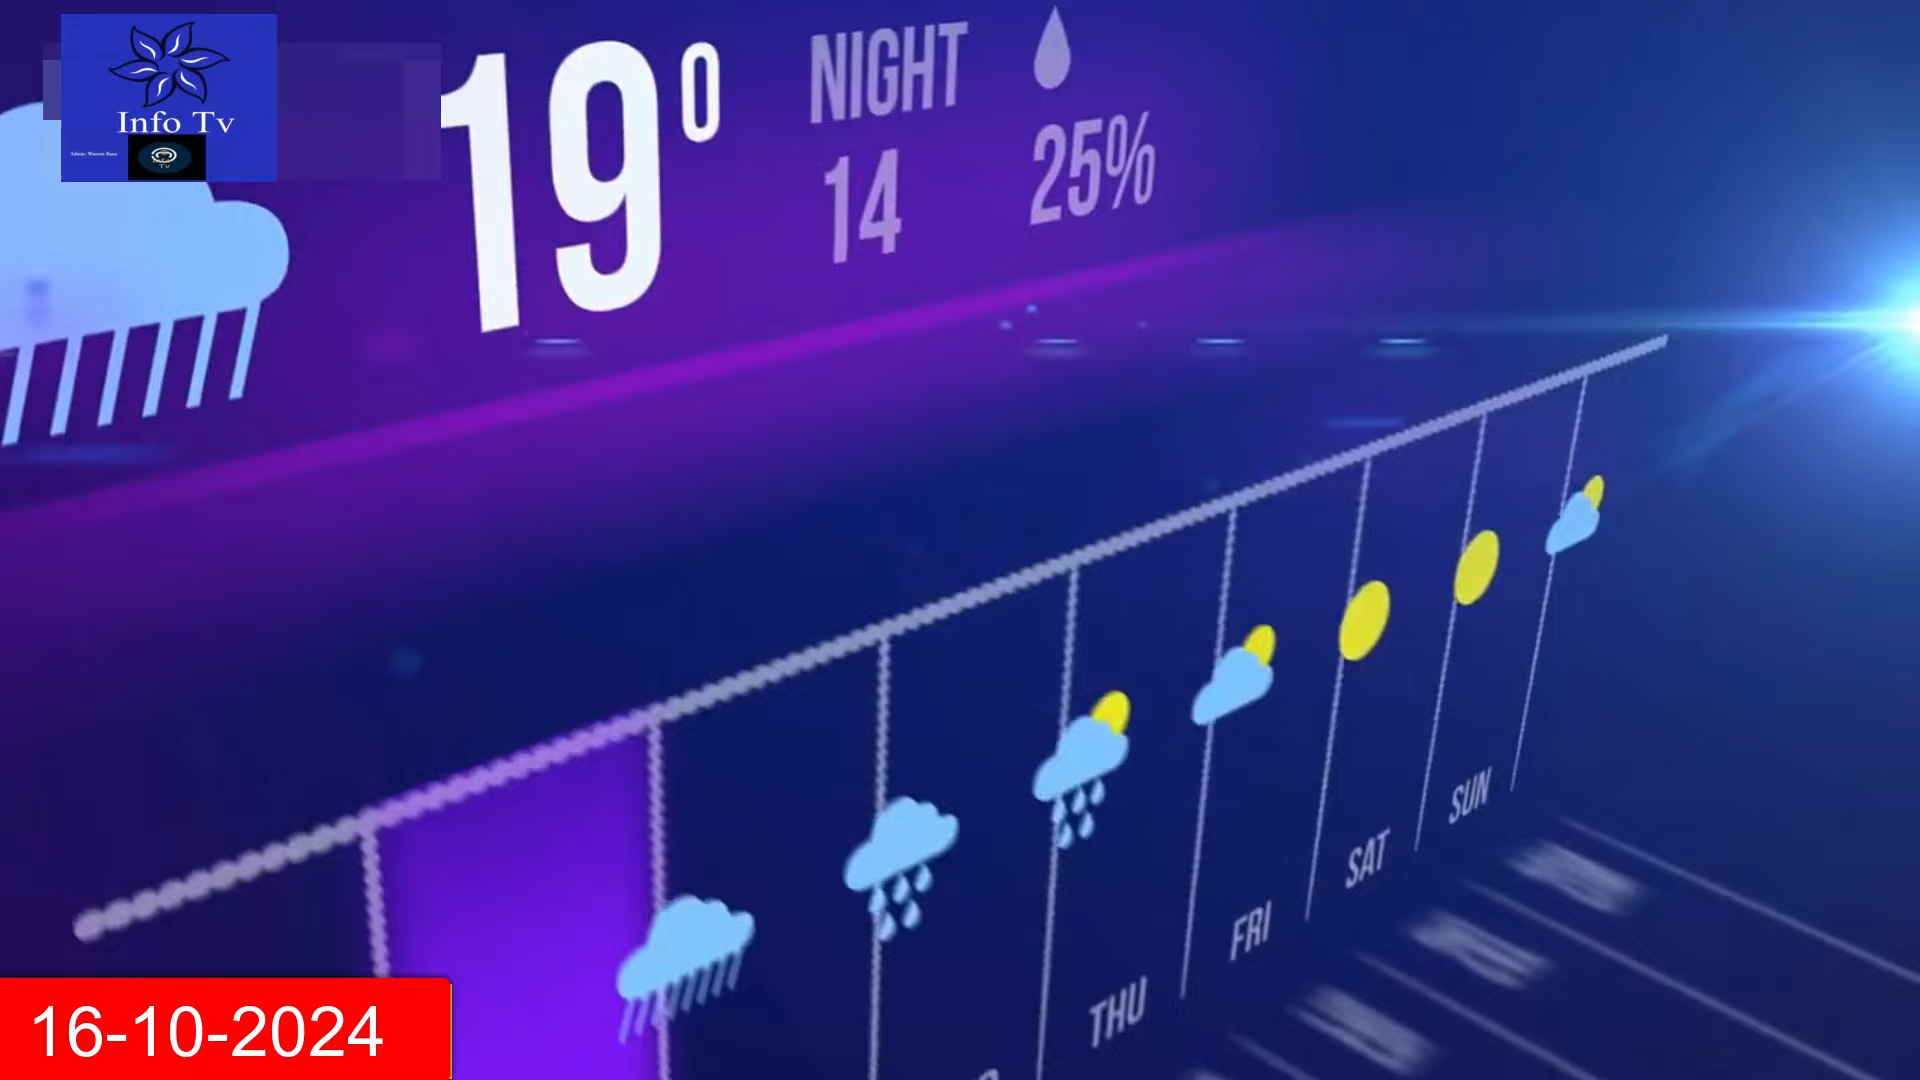 Info Tv
19°
NIGHT
14
25%
THU
FRI
SAT
SUN
16-10-2024